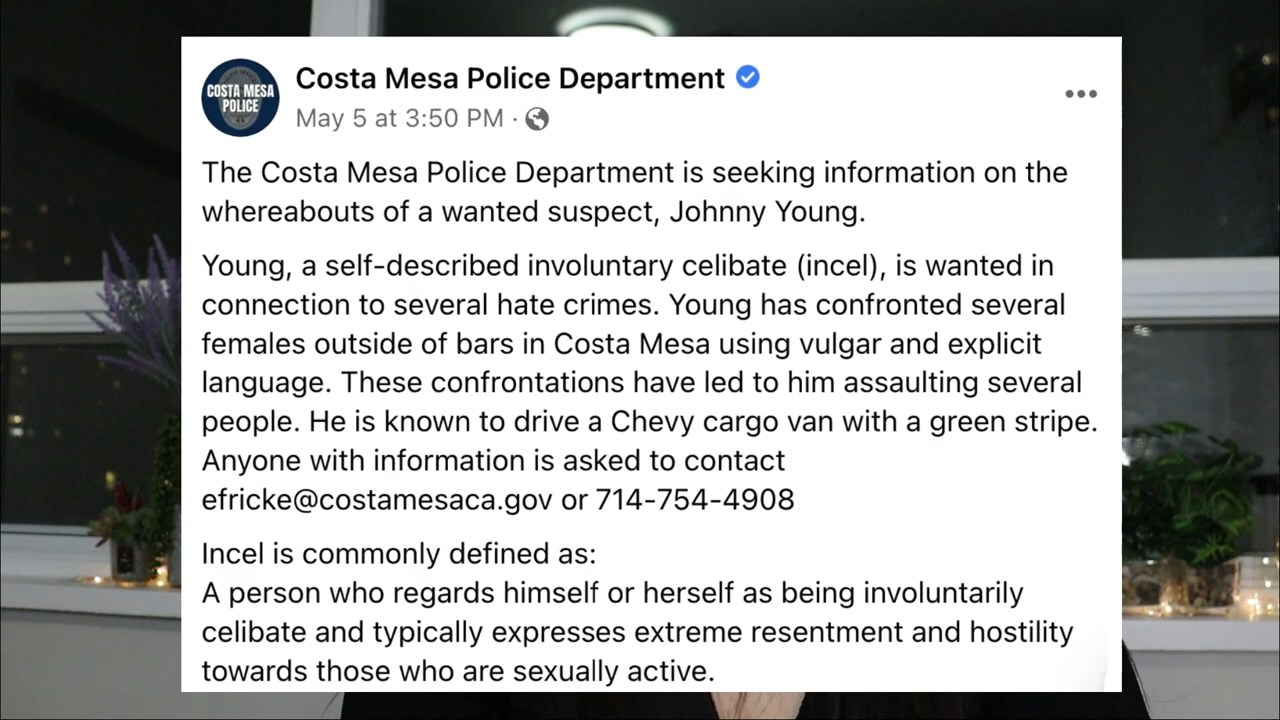 COSTA MESA
POLICE
Costa Mesa Police Department
May 5 at 3:50 PM ·
The Costa Mesa Police Department is seeking information on the
whereabouts of a wanted suspect, Johnny Young.
Young, a self-described involuntary celibate (incel), is wanted in
connection to several hate crimes. Young has confronted several
females outside of bars in Costa Mesa using vulgar and explicit
language. These confrontations have led to him assaulting several
people. He is known to drive a Chevy cargo van with a green stripe.
Anyone with information is asked to contact
efricke@costamesaca.gov or 714-754-4908
Incel is commonly defined as:
A person who regards himself or herself as being involuntarily
celibate and typically expresses extreme resentment and hostility
towards those who are sexually active.